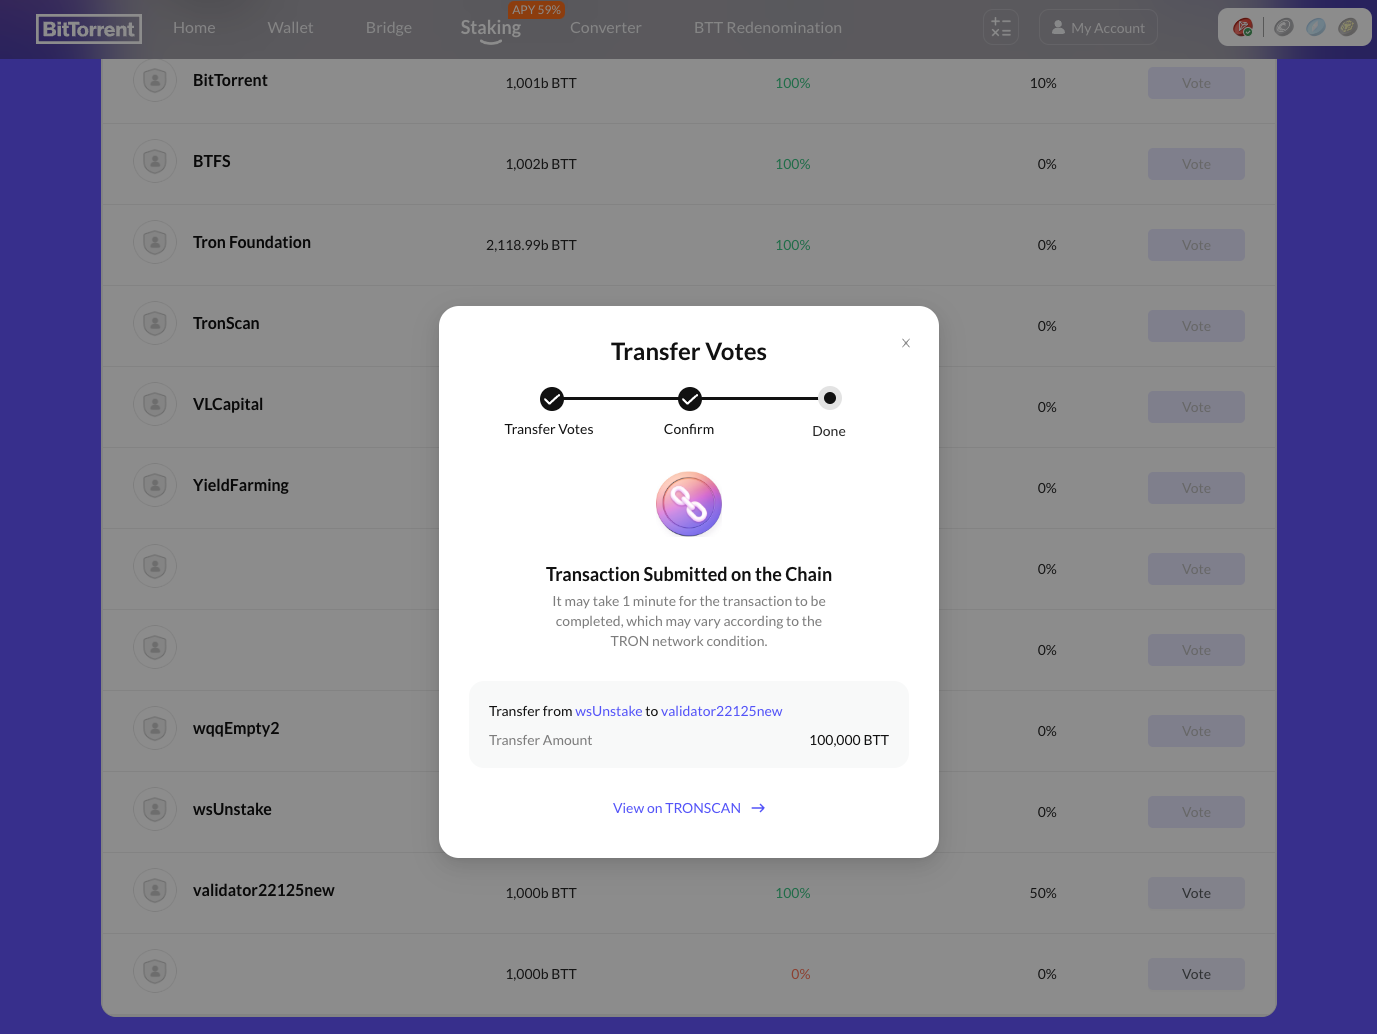 BitTorrent
Home
Wallet
Bridge
Staking
APY 59%
Converter
BTT Redenomination
My Account
BitTorrent 1,001b BTT 100% 10% Vote
BTFS 1,002b BTT 100% 0% Vote
Tron Foundation 2,118.99b BTT 100% 0% Vote
TronScan 0% Vote
VLCapital 0% Vote
YieldFarming 0% Vote
0% Vote
0% Vote
wqqEmpty2 0% Vote
wsUnstake 0% Vote
validator22125new 1,000b BTT 100% 50% Vote
1,000b BTT 0% 0% Vote
Transfer Votes
x
Transfer Votes
Confirm
Done
Transaction Submitted on the Chain
It may take 1 minute for the transaction to be
completed, which may vary according to the
TRON network condition.
Transfer from wsUnstake to validator22125new
Transfer Amount 100,000 BTT
View on TRONSCAN →